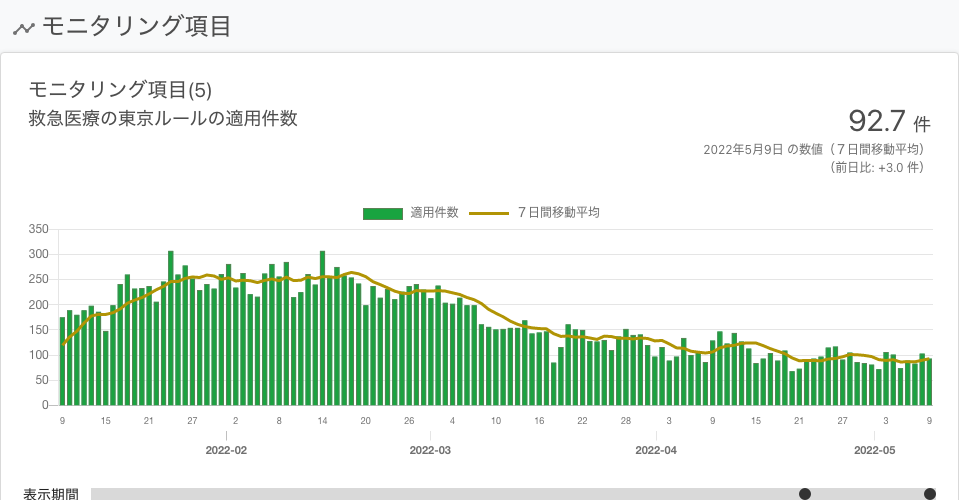 モニタリング項目
モニタリング項目(5)
救急医療の東京ルールの適用件数
92.7 件
2022年5月9日 の数値（７日間移動平均）
（前日比: +3.0 件）
適用件数 ７日間移動平均
350
300
250
200
150
100
50
0
9 15 21 27 2 8 14 20 26 4 10 16 22 28 3 9 15 21 27 3 9
2022-02 2022-03 2022-04 2022-05
表示期間